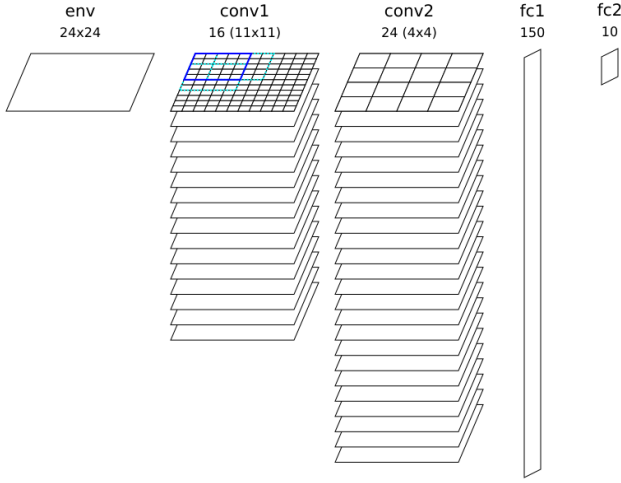 env
24x24
conv1
16 (11x11)
conv2
24 (4x4)
fc1
150
fc2
10